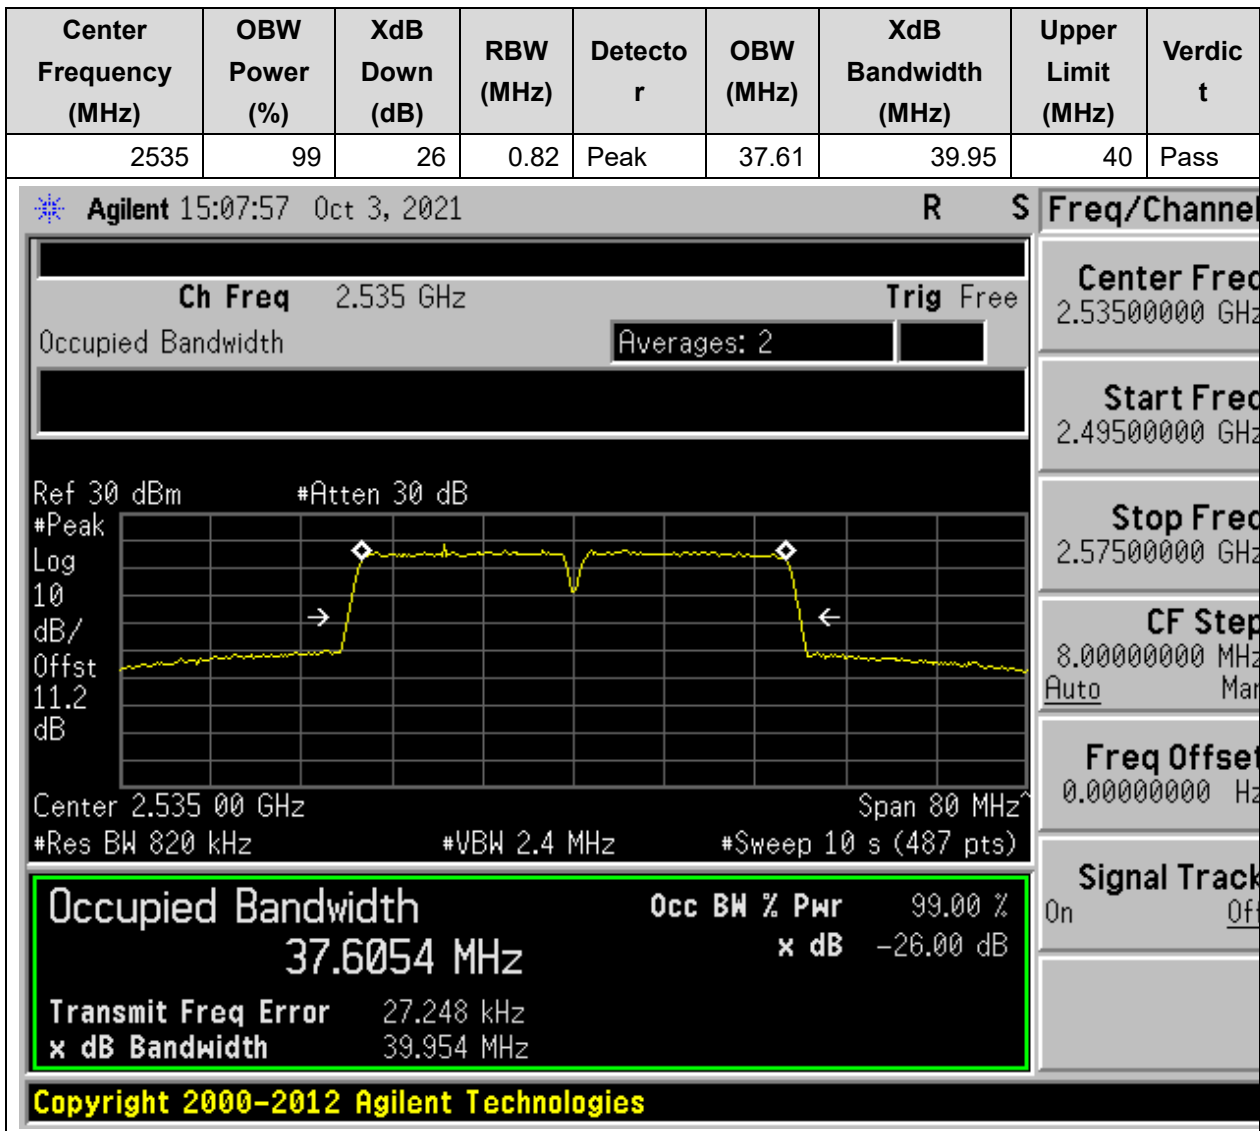 Center Frequency (MHz) OBW Power (%) XdB Down (dB) RBW (MHz) Detecto r OBW (MHz) XdB Bandwidth (MHz) Upper Limit (MHz) Verdic t
2535 99 26 0.82 Peak 37.61 39.95 40 Pass
Agilent 15:07:57 Oct 3, 2021 R S Freq/Channel
Ch Freq 2.535 GHz Trig Free
Occupied Bandwidth Averages: 2
Center Freq
2.53500000 GHz
Start Freq
2.49500000 GHz
Stop Freq
2.57500000 GHz
CF Step
8.00000000 MHz
Auto Man
Freq Offset
0.00000000 Hz
Signal Track
On Off
Ref 30 dBm #Atten 30 dB
#Peak
Log
10
dB/
Offst
11.2
dB
Center 2.535 00 GHz Span 80 MHz^
#Res BW 820 kHz #VBW 2.4 MHz #Sweep 10 s (487 pts)
Occupied Bandwidth Occ BW % Pwr 99.00 %
37.6054 MHz x dB -26.00 dB
Transmit Freq Error 27.248 kHz
x dB Bandwidth 39.954 MHz
Copyright 2000-2012 Agilent Technologies